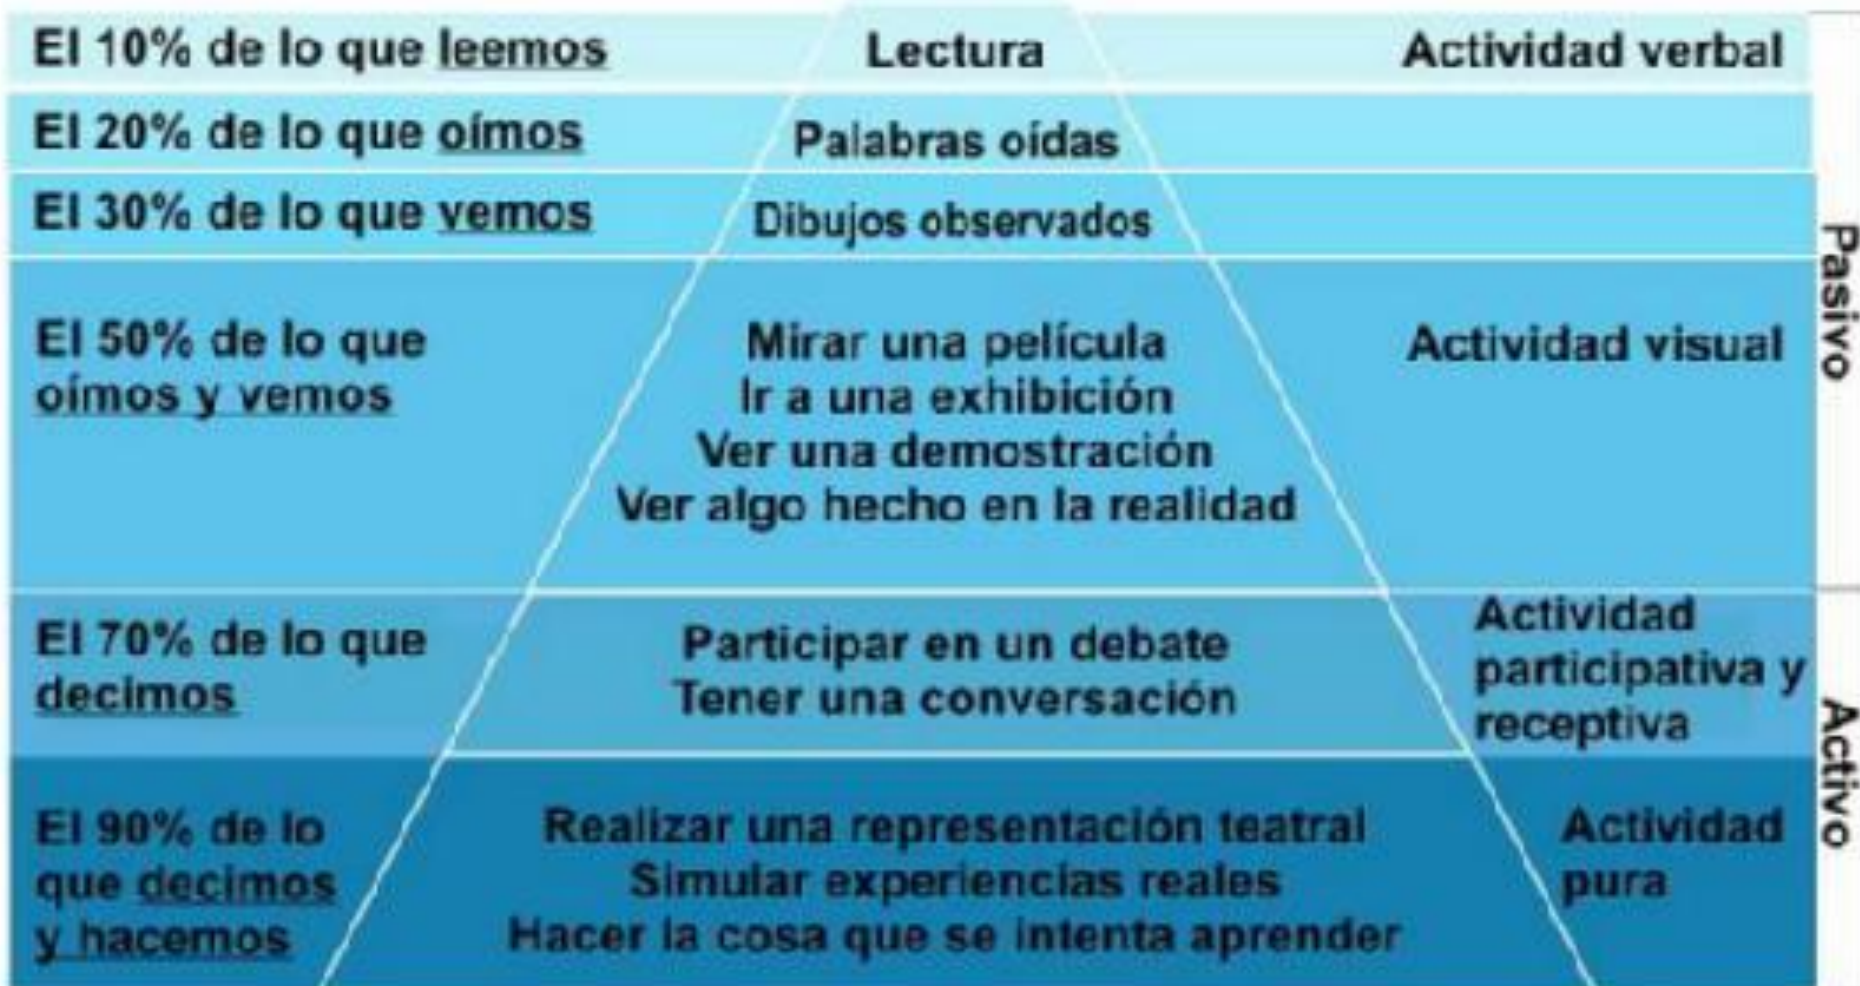 El 10% de lo que leemos
Lectura
Actividad verbal
El 20% de lo que oímos
Palabras oídas
El 30% de lo que vemos
Dibujos observados
El 50% de lo que
oímos y vemos
Mirar una película
Ir a una exhibición
Ver una demostración
Ver algo hecho en la realidad
Actividad visual
Pasivo
El 70% de lo que
decimos
Participar en un debate
Tener una conversación
Actividad
participativa y
receptiva
El 90% de lo
que decimos
y hacemos
Realizar una representación teatral
Simular experiencias reales
Hacer la cosa que se intenta aprender
Actividad
pura
Activo